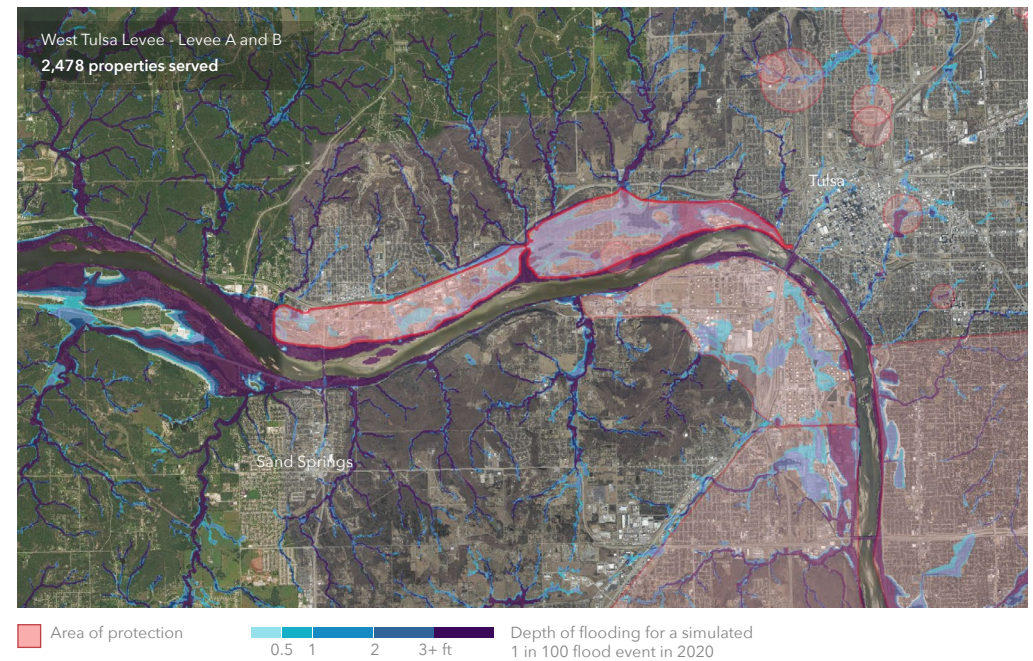 West Tulsa Levee - Levee A and B
2,478 properties served
Tulsa
Sand Springs
Area of protection
0.5 1 2 3+ ft
Depth of flooding for a simulated
1 in 100 flood event in 2020